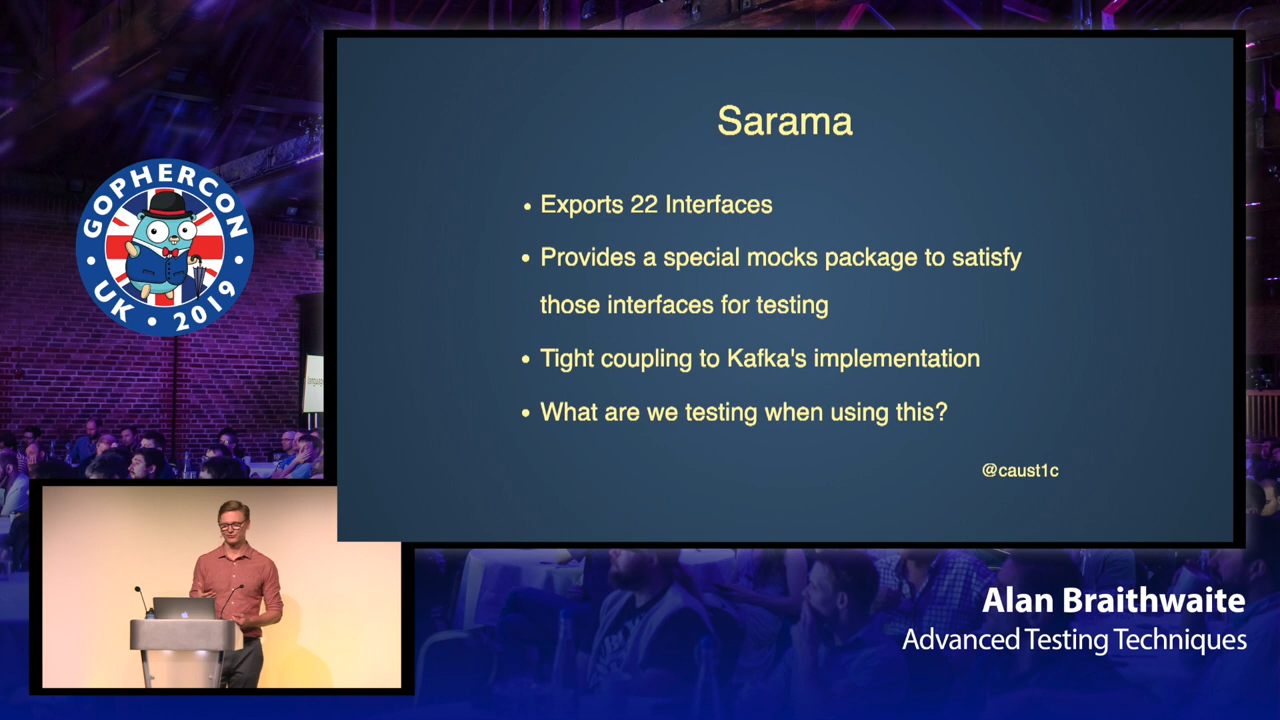 GOPHERCON
UK • 2019
Sarama
• Exports 22 Interfaces
• Provides a special mocks package to satisfy
those interfaces for testing
• Tight coupling to Kafka's implementation
• What are we testing when using this?
@caust1c
Alan Braithwaite
Advanced Testing Techniques